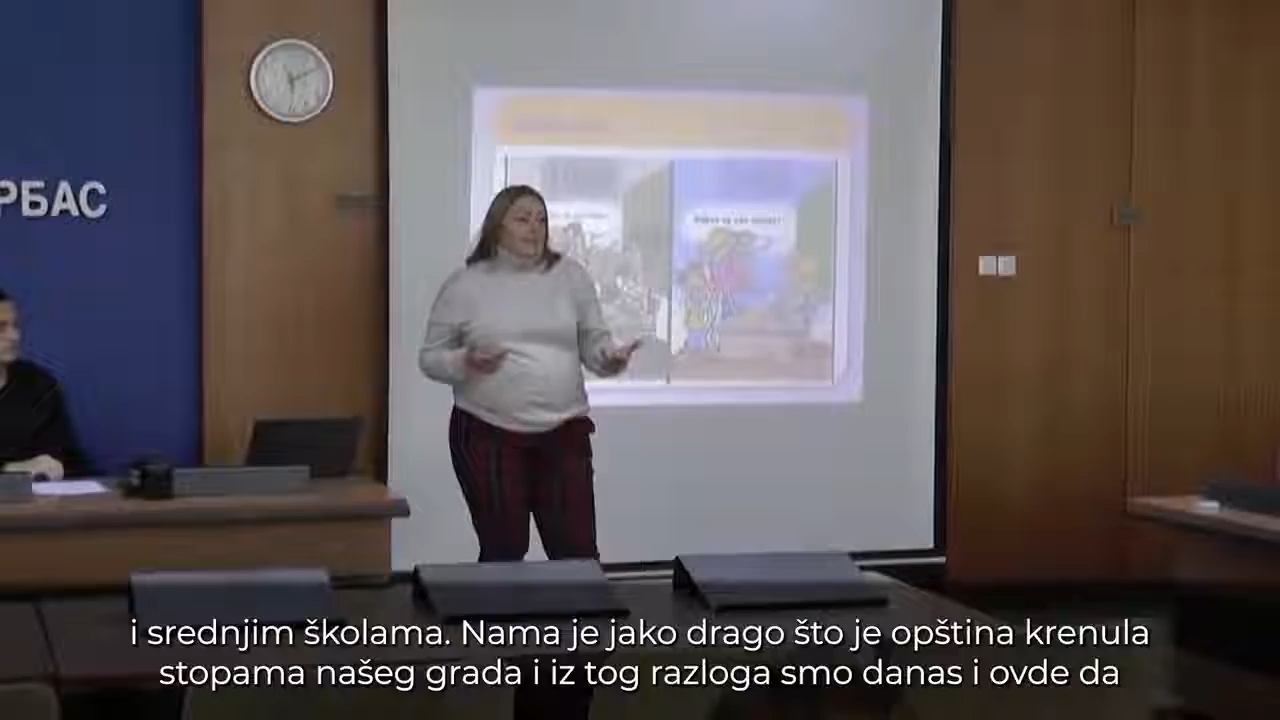 РБАС
i srednjim školama. Nama je jako drago što je opština krenula
stopama našeg grada i iz tog razloga smo danas i ovde da